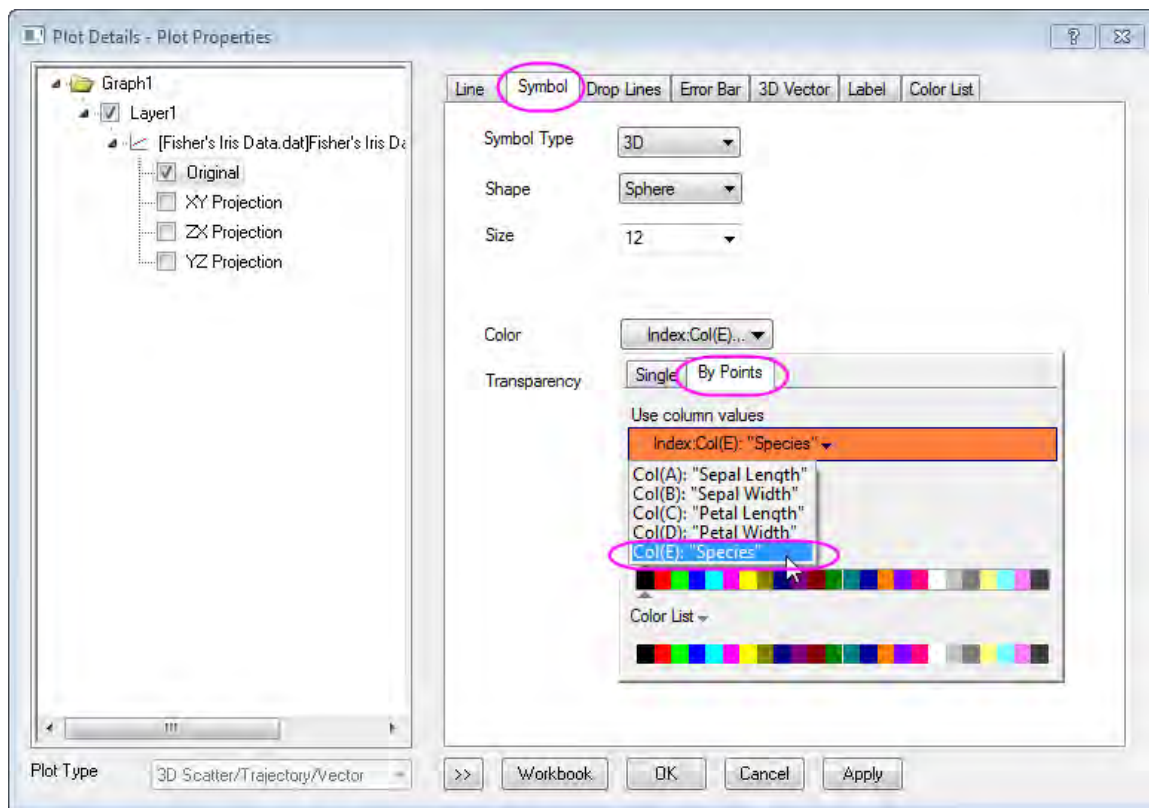 Plot Details - Plot Properties
Graph1
Layer1
[Fisher's Iris Data.dat]Fisher's Iris Da
Original
XY Projection
ZX Projection
YZ Projection
Line Symbol Drop Lines Error Bar 3D Vector Label Color List
Symbol Type 3D
Shape Sphere
Size 12
Color Index:Col(E)...
Transparency
Single By Points
Use column values
Index:Col(E): "Species"
Col(A): "Sepal Length"
Col(B): "Sepal Width"
Col(C): "Petal Length"
Col(D): "Petal Width"
Col(E): "Species"
Color List
Plot Type 3D Scatter/Trajectory/Vector >> Workbook OK Cancel Apply